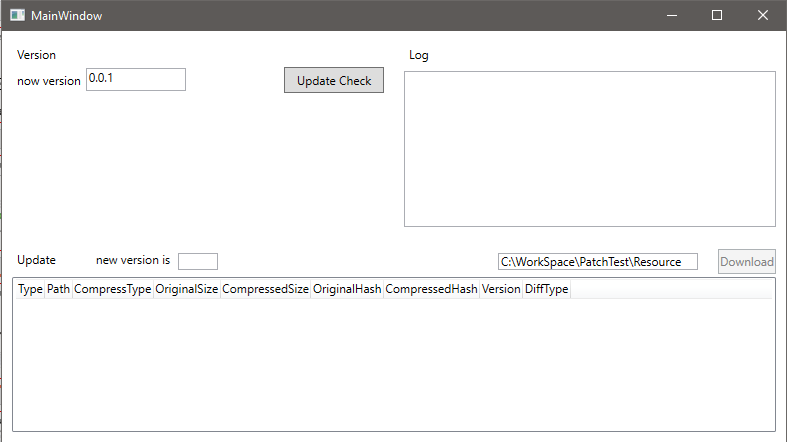 MainWindow
Version
Log
now version 0.0.1 Update Check
Update new version is C:\WorkSpace\PatchTest\Resource Download
Type Path CompressType OriginalSize CompressedSize OriginalHash CompressedHash Version DiffType